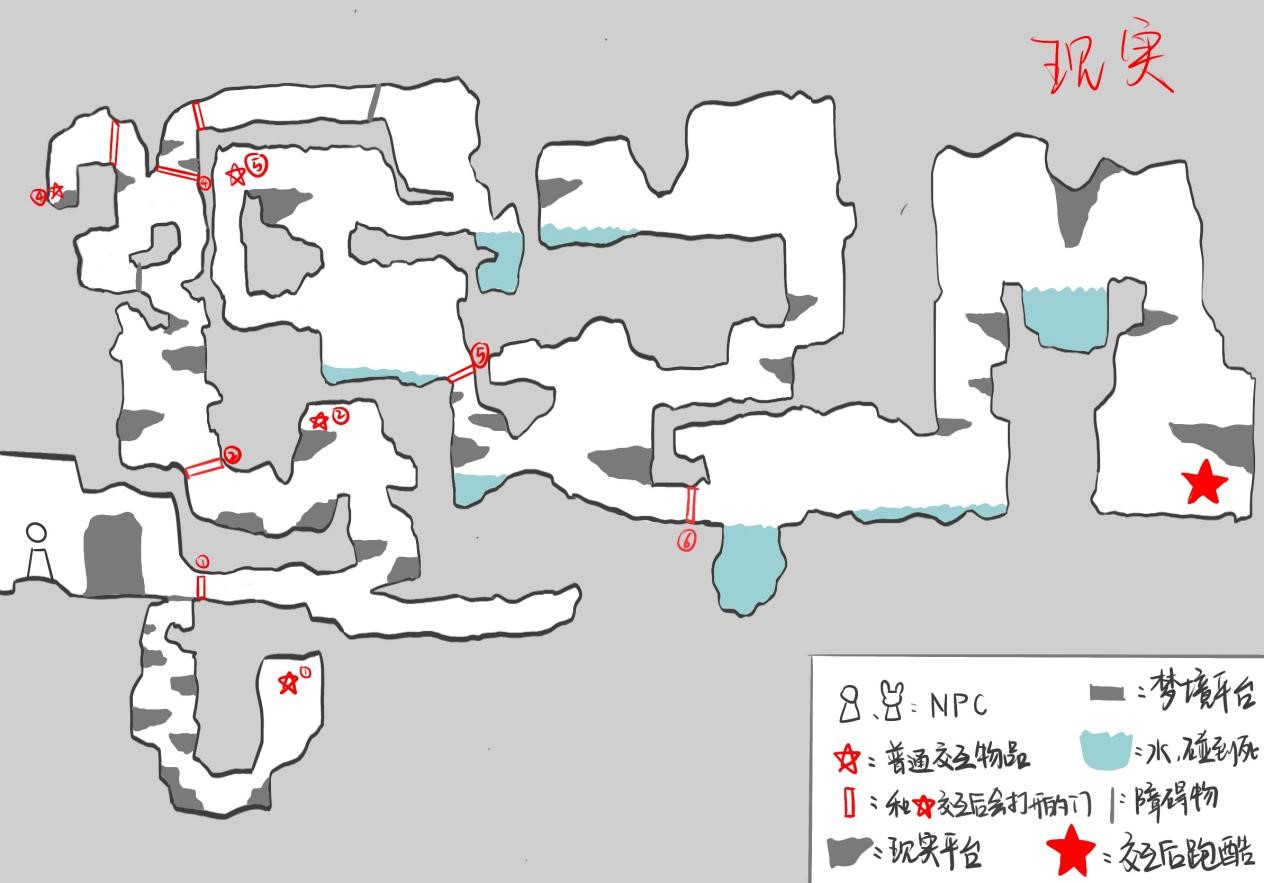 现实
④
④
⑤
⑤
②
②
①
⑥
①
♙、: NPC
: 梦境平台
☆: 普通交互物品
: 水,碰到死
: 和☆交互后会打开的门
: 障碍物
: 现实平台
★: 交互后跑酷